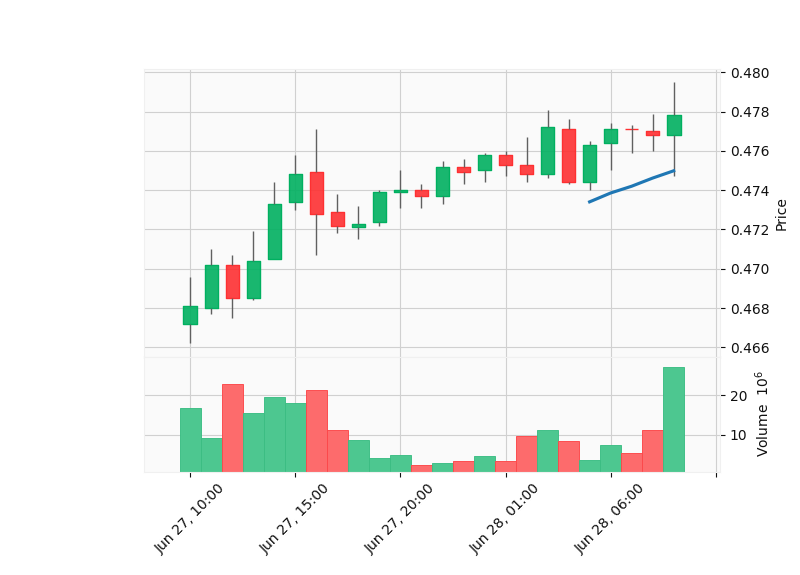 0.480
0.478
0.476
0.474
0.472
0.470
0.468
0.466
Price
20
10
Volume 10⁶
Jun 27, 10:00
Jun 27, 15:00
Jun 27, 20:00
Jun 28, 01:00
Jun 28, 06:00